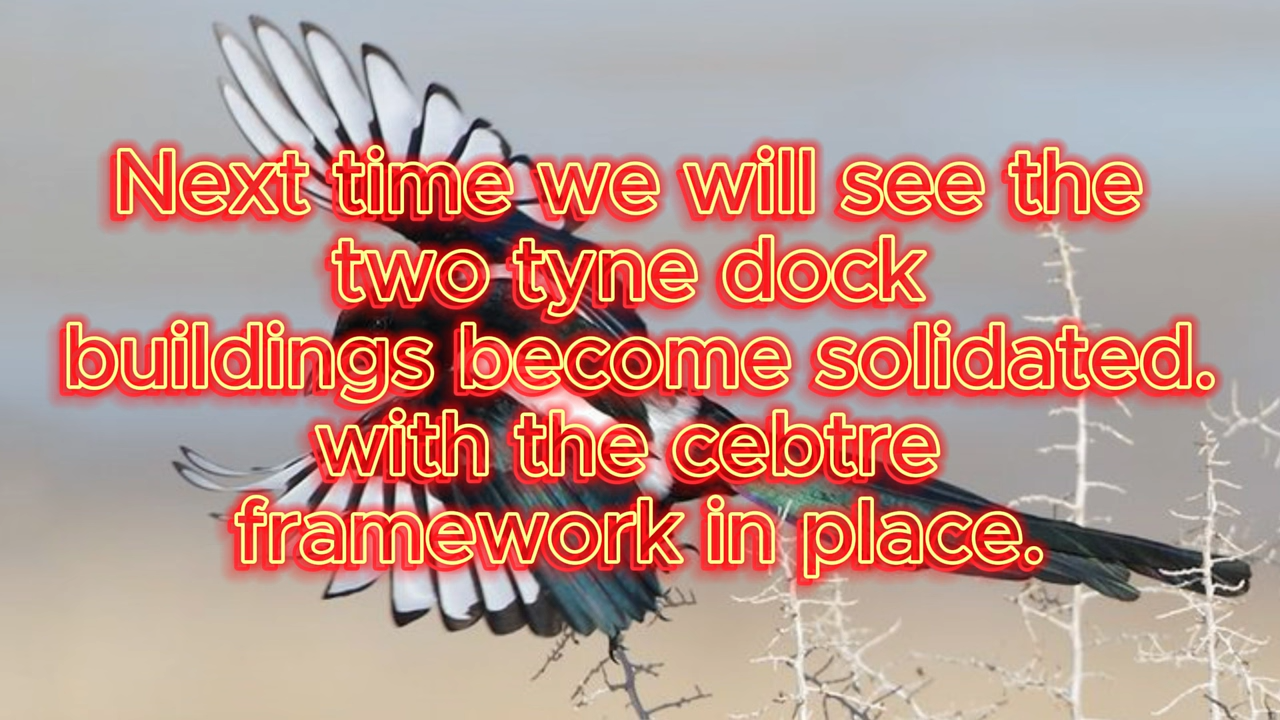 Next time we will see the
two tyne dock
buildings become solidated.
with the cebtre
framework in place.